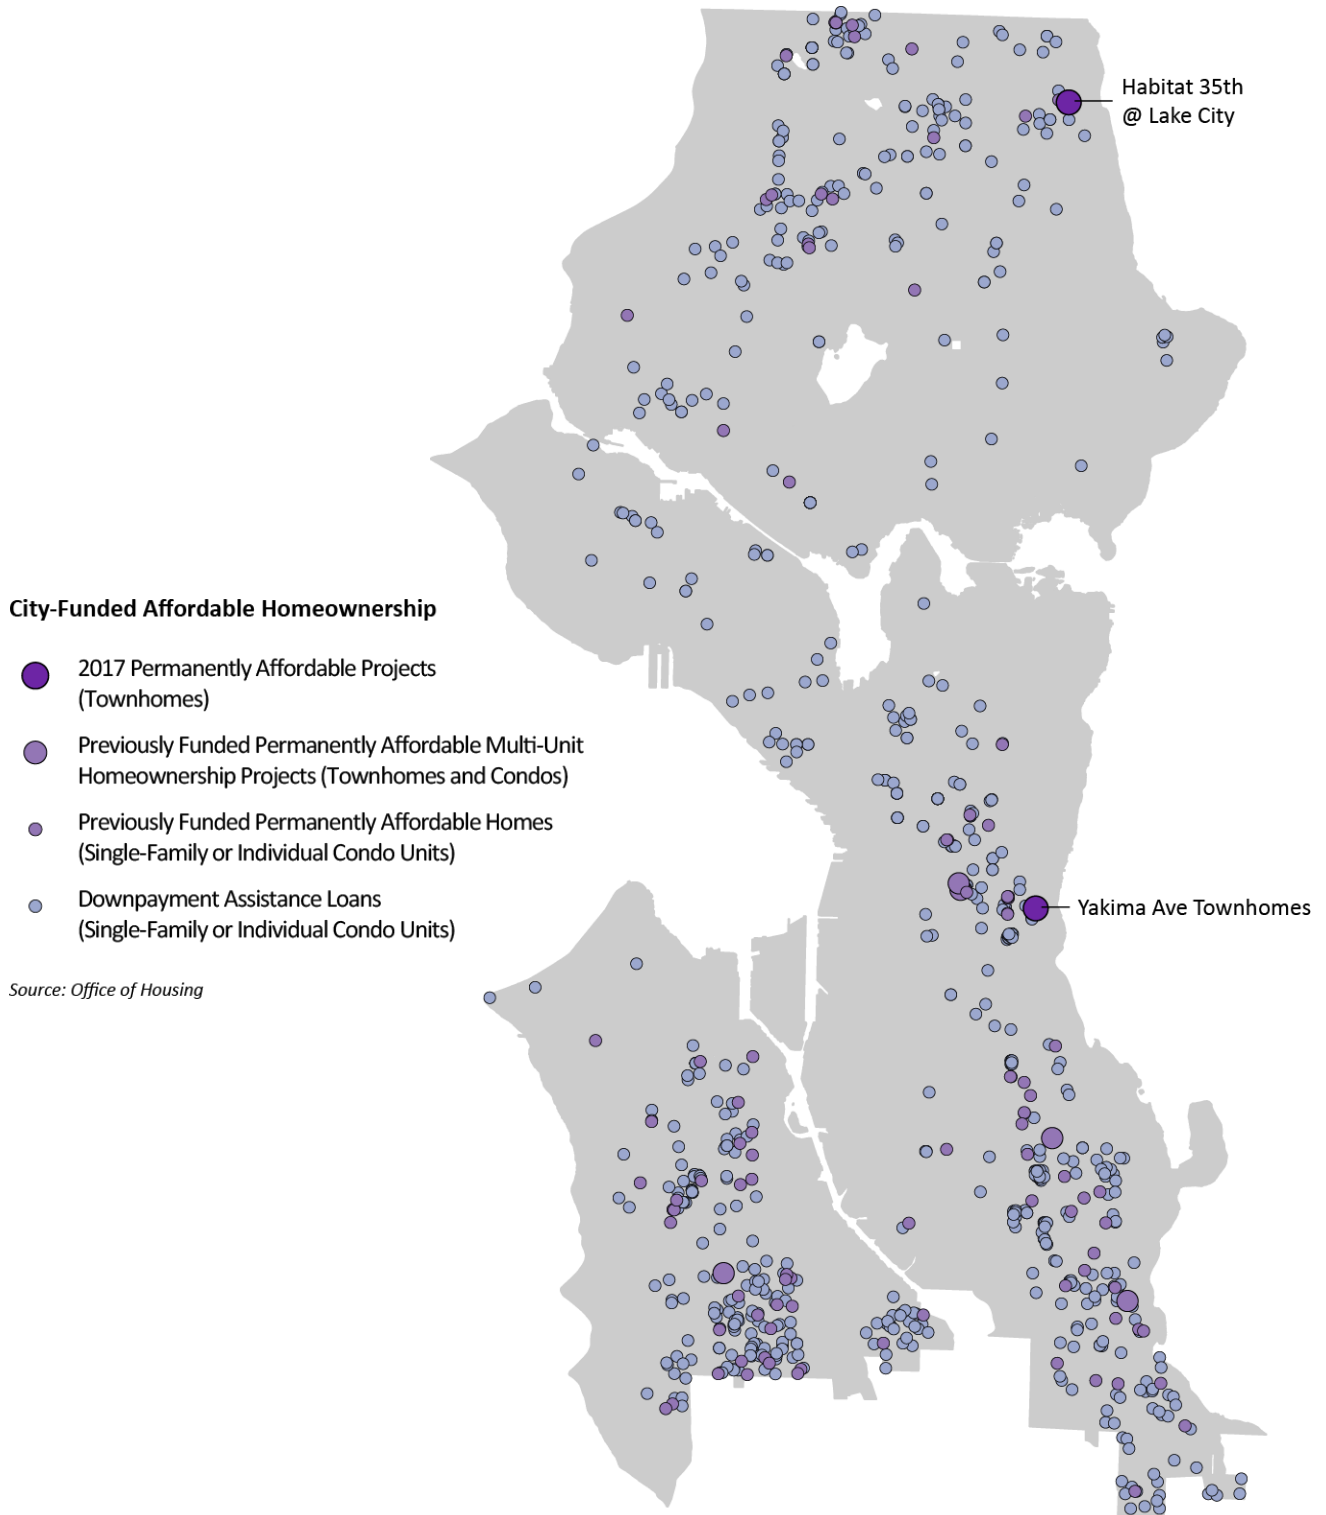 Habitat 35th
@ Lake City
City-Funded Affordable Homeownership
2017 Permanently Affordable Projects
(Townhomes)
Previously Funded Permanently Affordable Multi-Unit
Homeownership Projects (Townhomes and Condos)
Previously Funded Permanently Affordable Homes
(Single-Family or Individual Condo Units)
Downpayment Assistance Loans
(Single-Family or Individual Condo Units)
Yakima Ave Townhomes
Source: Office of Housing